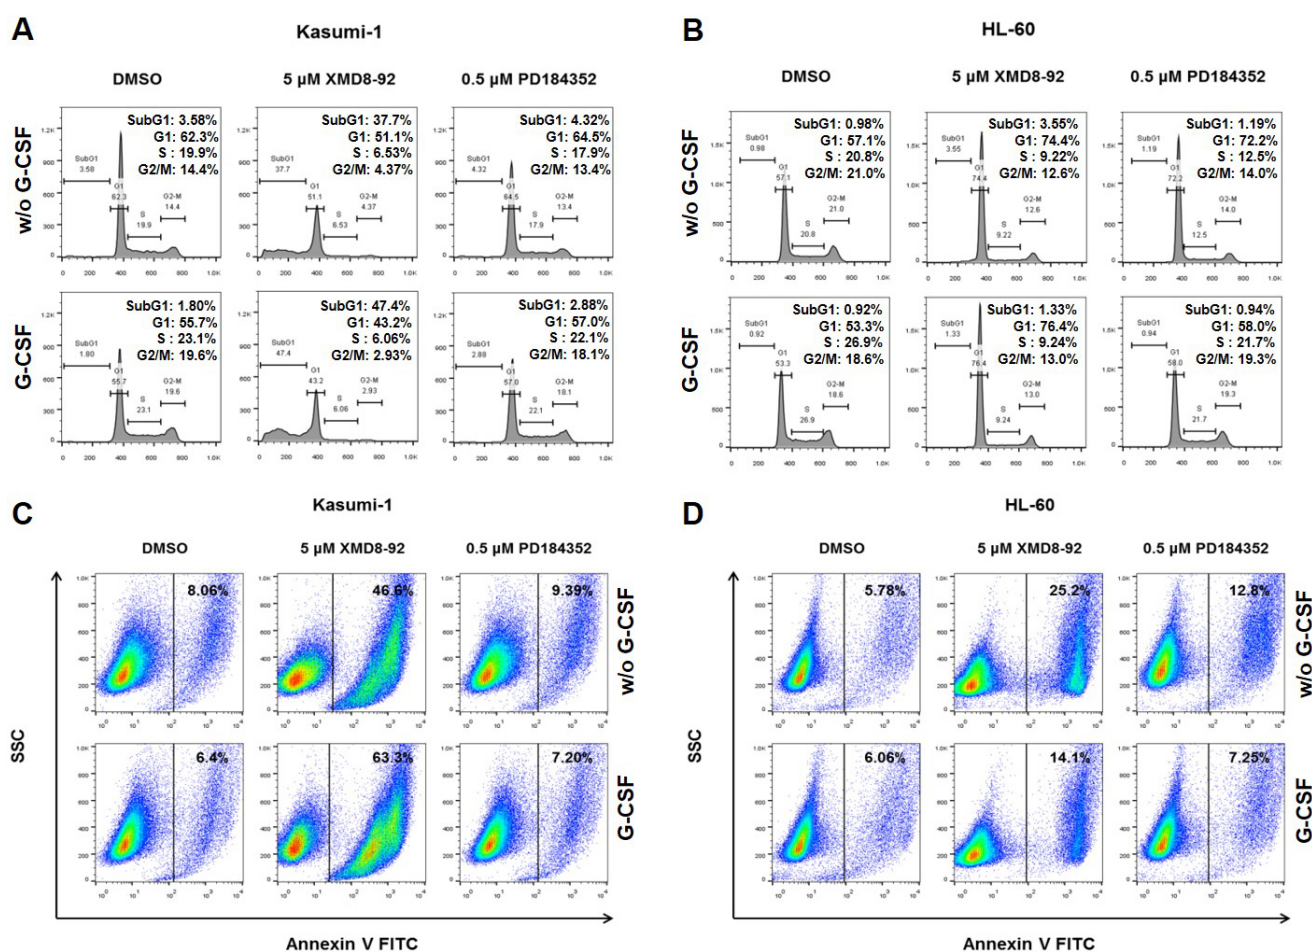 A
Kasumi-1
DMSO
5 µM XMD8-92
0.5 µM PD184352
w/o G-CSF
SubG1: 3.58%
G1: 62.3%
S : 19.9%
G2/M: 14.4%
SubG1: 37.7%
G1: 51.1%
S : 6.53%
G2/M: 4.37%
SubG1: 4.32%
G1: 64.5%
S : 17.9%
G2/M: 13.4%
G-CSF
SubG1: 1.80%
G1: 55.7%
S : 23.1%
G2/M: 19.6%
SubG1: 47.4%
G1: 43.2%
S : 6.06%
G2/M: 2.93%
SubG1: 2.88%
G1: 57.0%
S : 22.1%
G2/M: 18.1%
B
HL-60
DMSO
5 µM XMD8-92
0.5 µM PD184352
w/o G-CSF
SubG1: 0.98%
G1: 57.1%
S : 20.8%
G2/M: 21.0%
SubG1: 3.55%
G1: 74.4%
S : 9.22%
G2/M: 12.6%
SubG1: 1.19%
G1: 72.2%
S : 12.5%
G2/M: 14.0%
G-CSF
SubG1: 0.92%
G1: 53.3%
S : 26.9%
G2/M: 18.6%
SubG1: 1.33%
G1: 76.4%
S : 9.24%
G2/M: 13.0%
SubG1: 0.94%
G1: 58.0%
S : 21.7%
G2/M: 19.3%
C
Kasumi-1
DMSO
5 µM XMD8-92
0.5 µM PD184352
8.06%
46.6%
9.39%
w/o G-CSF
6.4%
63.3%
7.20%
G-CSF
SSC
Annexin V FITC
D
HL-60
DMSO
5 µM XMD8-92
0.5 µM PD184352
5.78%
25.2%
12.8%
w/o G-CSF
6.06%
14.1%
7.25%
G-CSF
SSC
Annexin V FITC